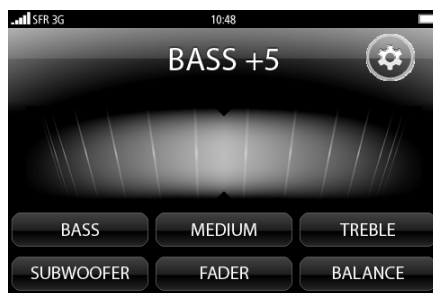 SFR 3G 10:48
BASS +5
BASS MEDIUM TREBLE
SUBWOOFER FADER BALANCE